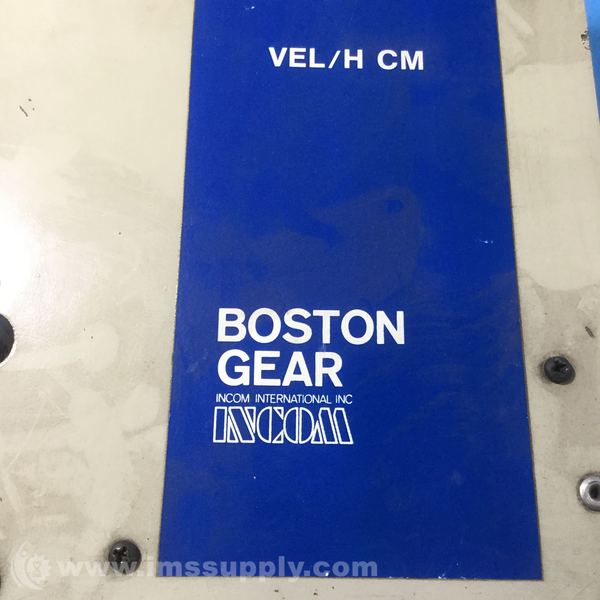 VEL/H CM
BOSTON
GEAR
INCOM INTERNATIONAL INC
INCOM
www.imssupply.com